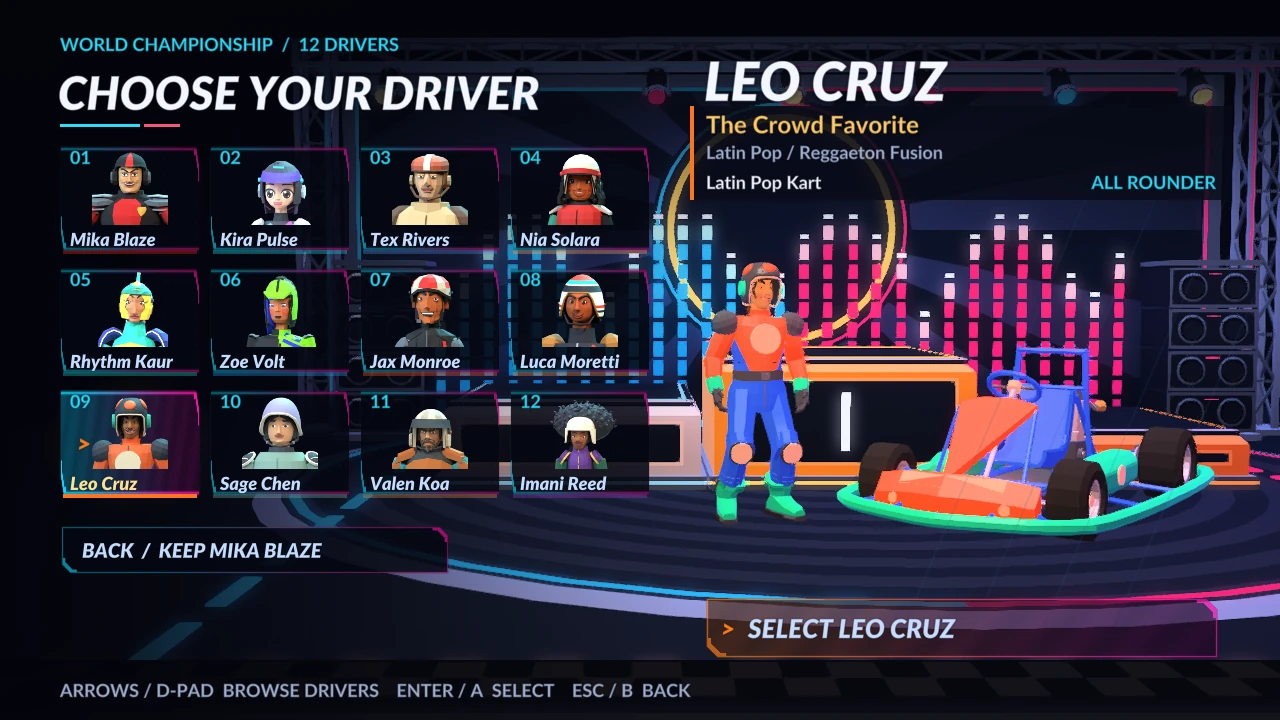 WORLD CHAMPIONSHIP / 12 DRIVERS
CHOOSE YOUR DRIVER
01
Mika Blaze
02
Kira Pulse
03
Tex Rivers
04
Nia Solara
05
Rhythm Kaur
06
Zoe Volt
07
Jax Monroe
08
Luca Moretti
09
> Leo Cruz
10
Sage Chen
11
Valen Koa
12
Imani Reed
BACK / KEEP MIKA BLAZE
LEO CRUZ
The Crowd Favorite
Latin Pop / Reggaeton Fusion
Latin Pop Kart
ALL ROUNDER
1
> SELECT LEO CRUZ
ARROWS / D-PAD BROWSE DRIVERS ENTER / A SELECT ESC / B BACK